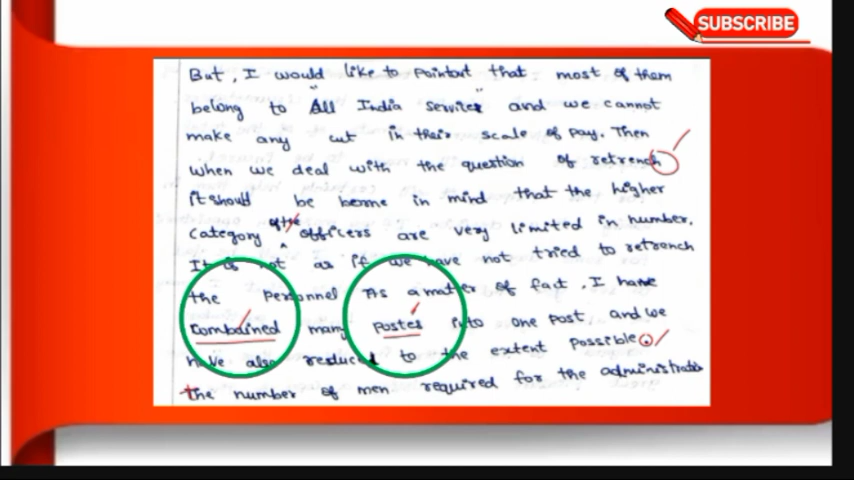 SUBSCRIBE
But, I would like to pointout that most of them
belong to "All India service" and we cannot
make any cut in their scale of pay. Then
when we deal with the question of retrench
it should be borne in mind that the higher
category of the officers are very limited in number.
It is not as if we have not tried to retrench
the personnel As a matter of fact, I have
combained many postes into one post and we
have also reduced to the extent possible.
the number of men required for the administratio